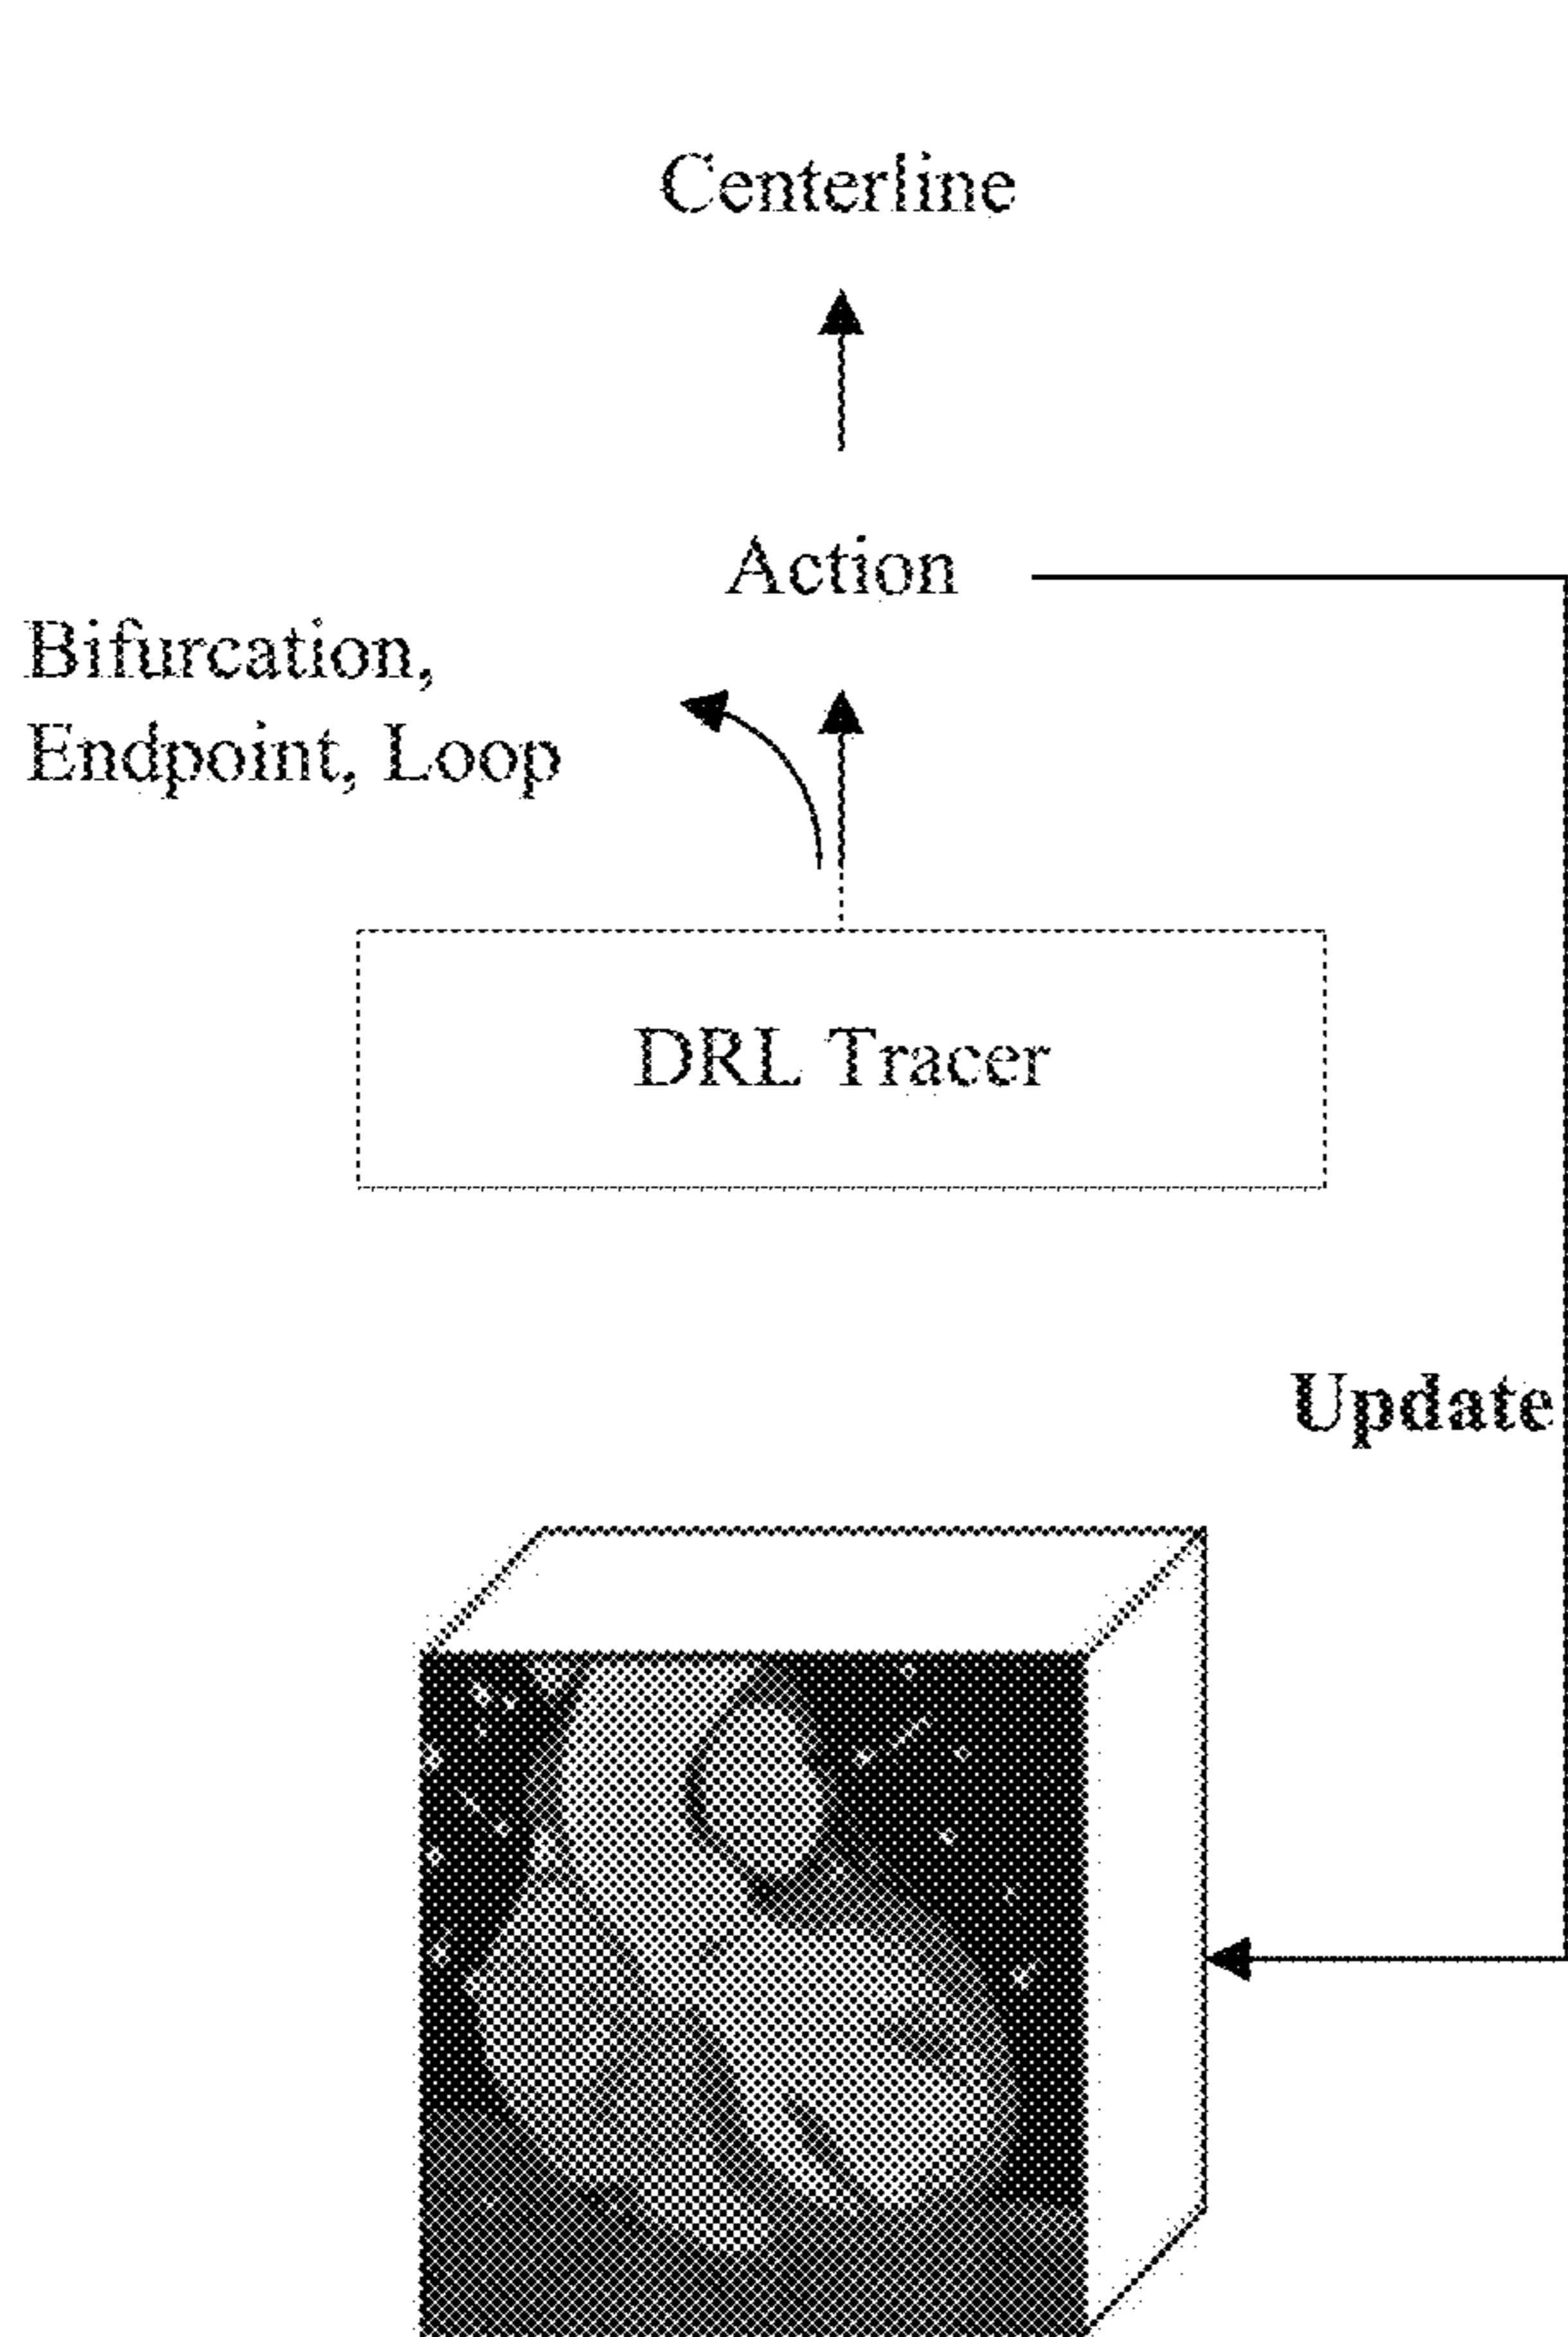 Centerline
Action
Bifurcation,
Endpoint, Loop
DRL Tracer
Update